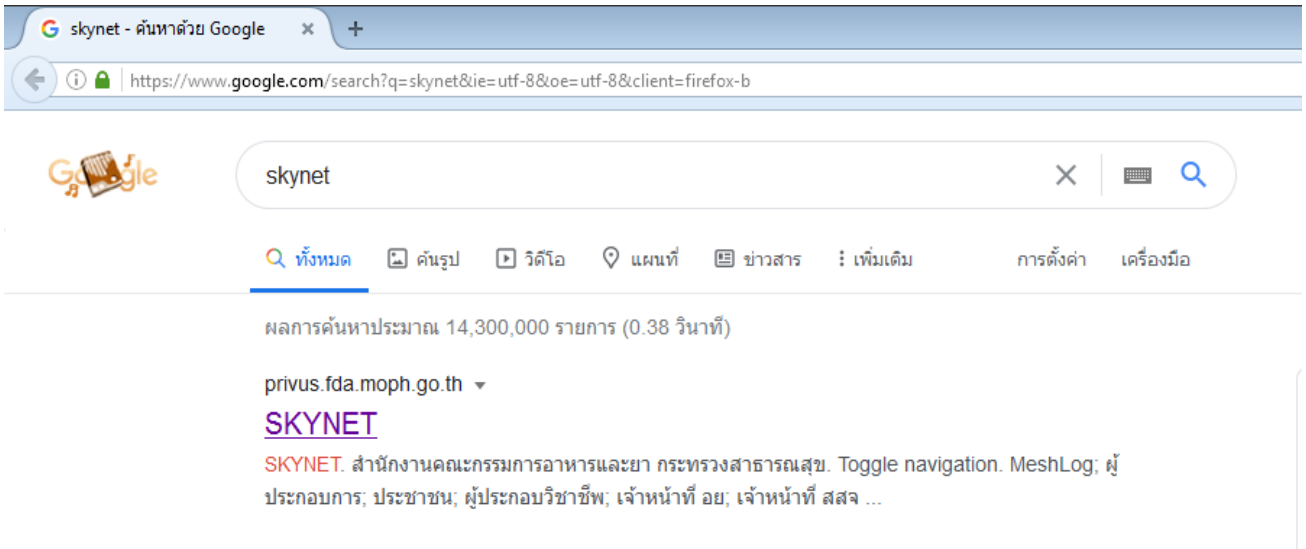 skynet - ค้นหาด้วย Google
https://www.google.com/search?q=skynet&ie=utf-8&oe=utf-8&client=firefox-b
Google
skynet
ทั้งหมด ค้นรูป วิดีโอ แผนที่ ข่าวสาร เพิ่มเติม การตั้งค่า เครื่องมือ
ผลการค้นหาประมาณ 14,300,000 รายการ (0.38 วินาที)
privus.fda.moph.go.th
SKYNET
SKYNET. สำนักงานคณะกรรมการอาหารและยา กระทรวงสาธารณสุข. Toggle navigation. MeshLog; ผู้
ประกอบการ; ประชาชน; ผู้ประกอบวิชาชีพ; เจ้าหน้าที่ อย; เจ้าหน้าที่ สสจ ...